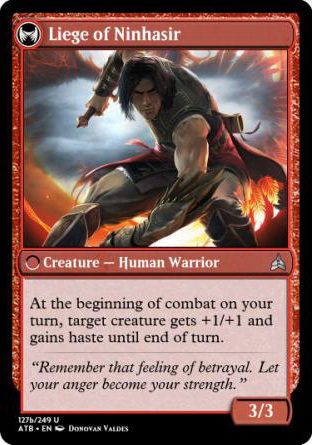 Liege of Ninhasir
Creature — Human Warrior
At the beginning of combat on your
turn, target creature gets +1/+1 and
gains haste until end of turn.
“Remember that feeling of betrayal. Let
your anger become your strength.”
127b/249 U
ATB • EN Donovan Valdes
3/3